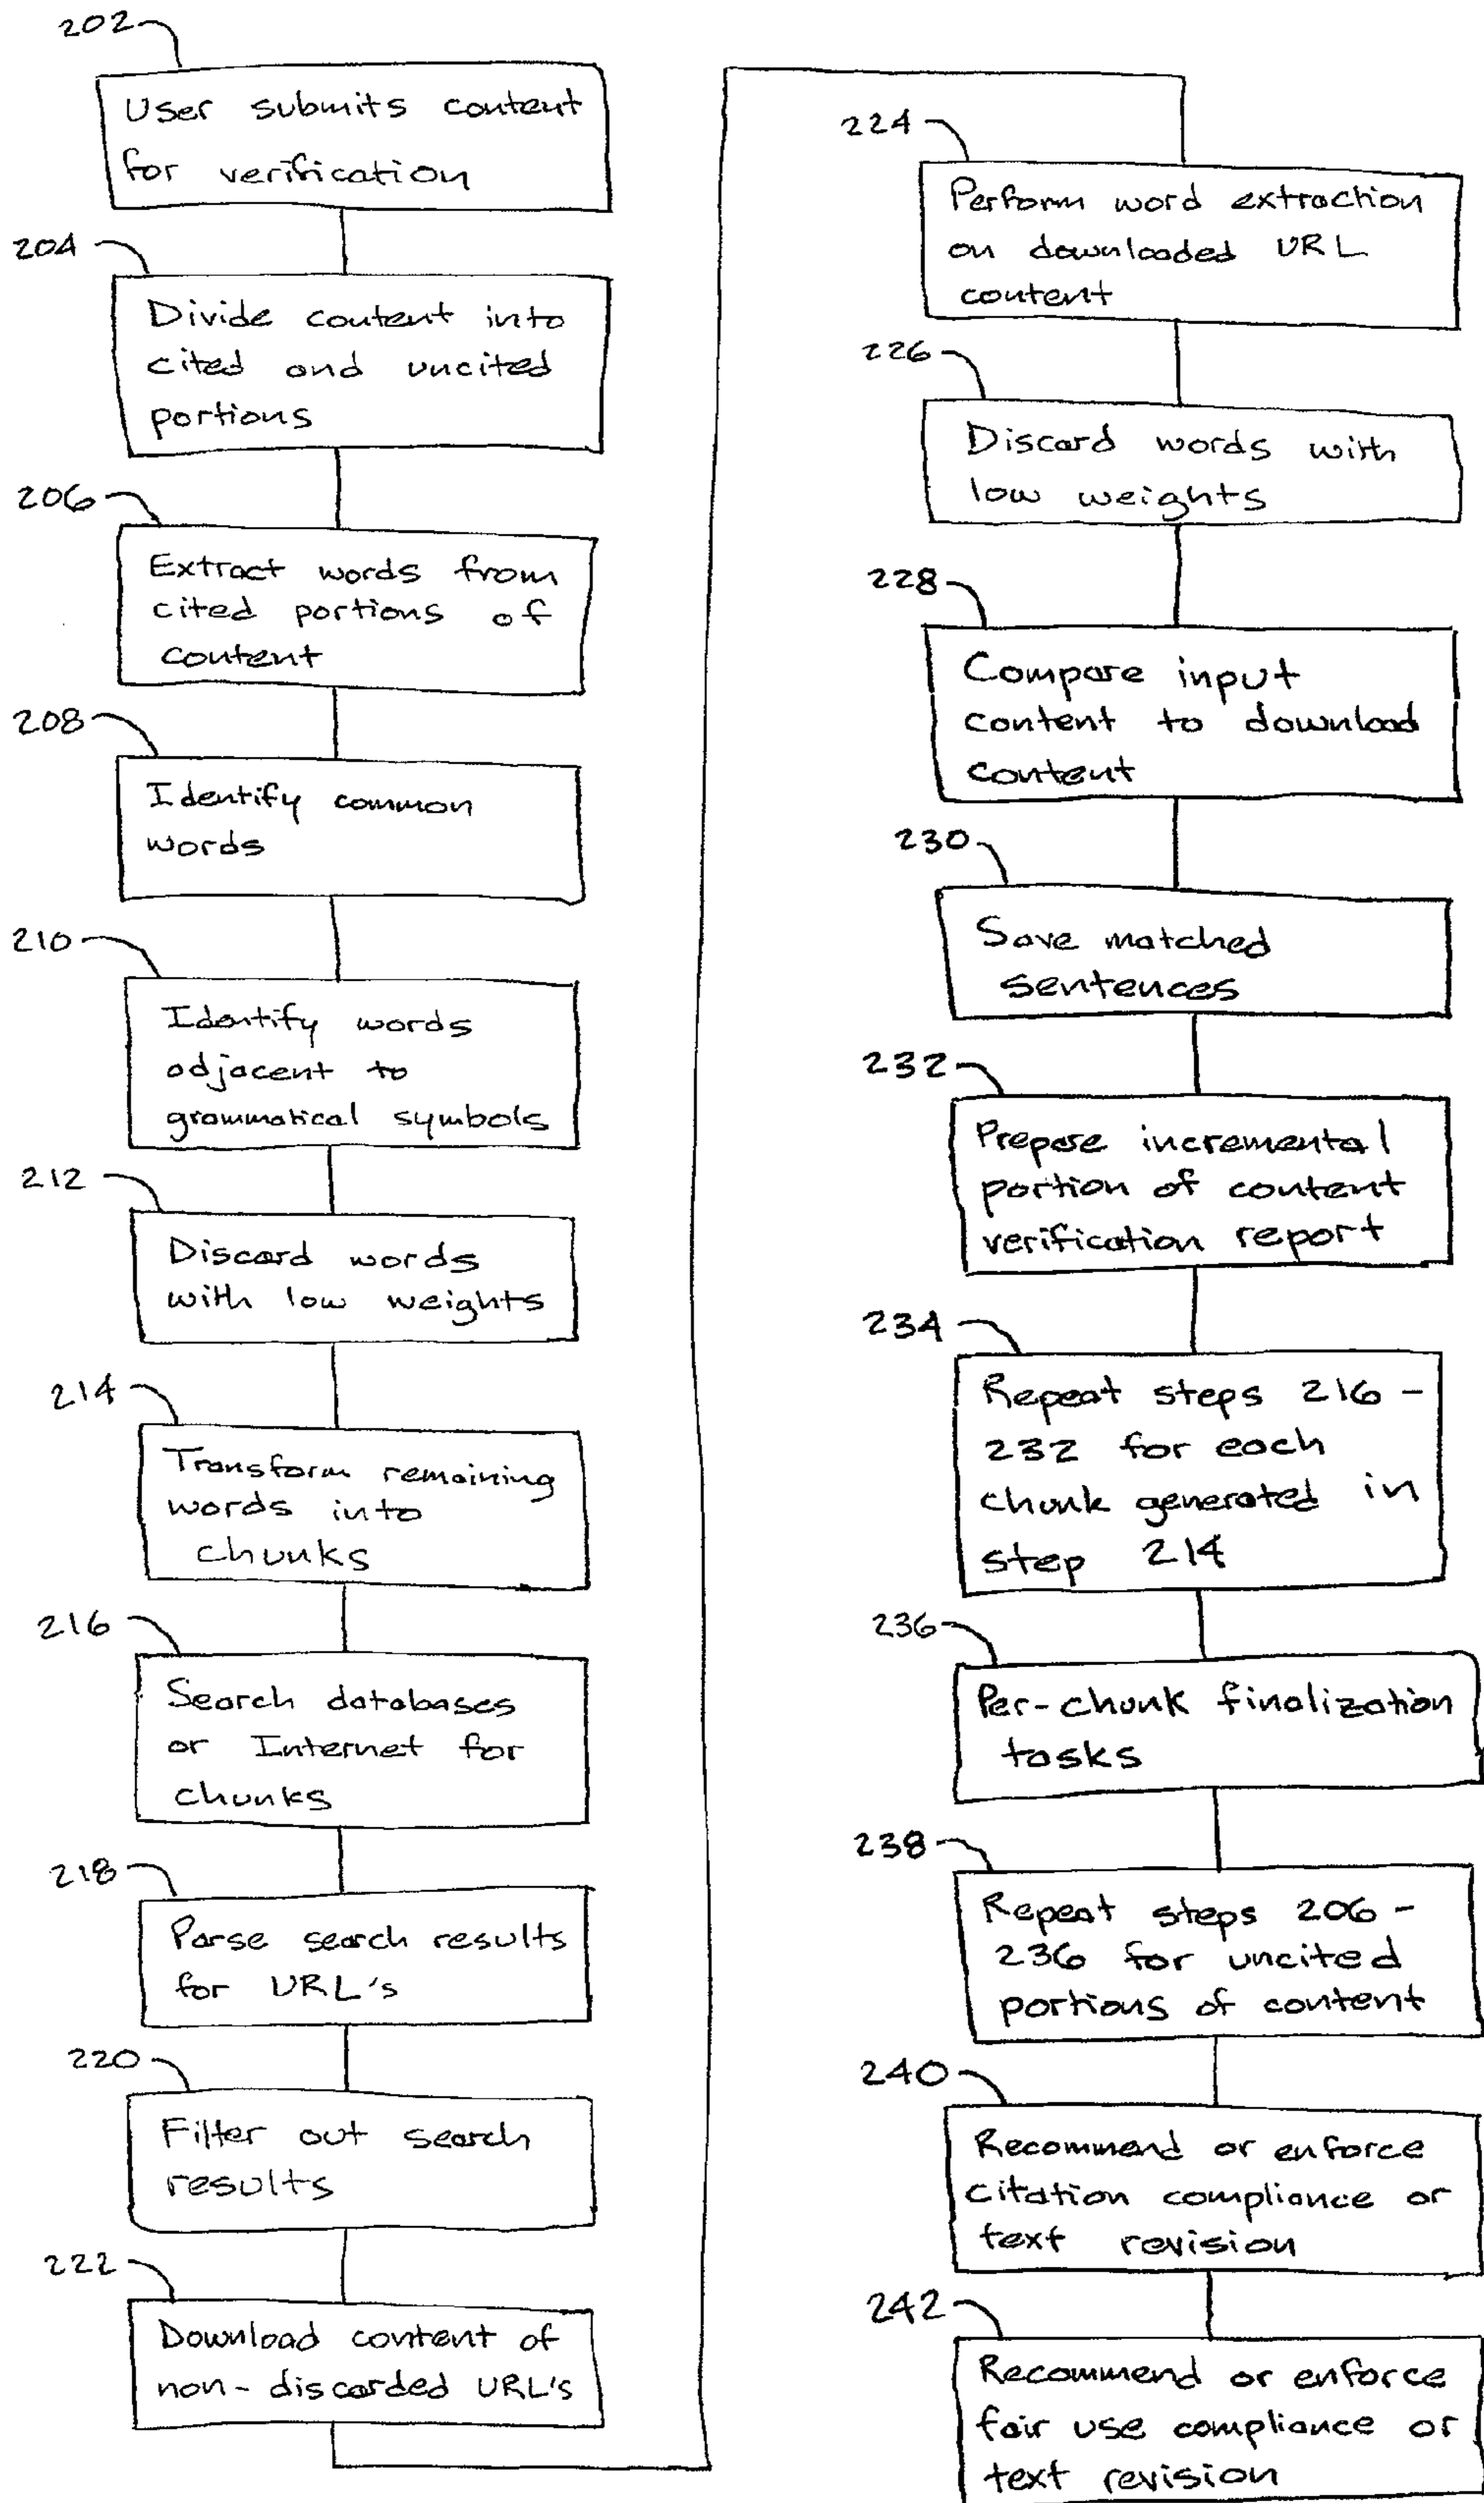 202
User submits content
for verification
204
Divide content into
cited and uncited
portions
206
Extract words from
cited portions of
content
208
Identify common
words
210
Identify words
adjacent to
grammatical symbols
212
Discard words
with low weights
214
Transform remaining
words into
chunks
216
Search databases
or Internet for
chunks
218
Parse search results
for URL's
220
Filter out search
results
222
Download content of
non-discarded URL's
224
Perform word extraction
on downloaded URL
content
226
Discard words with
low weights
228
Compare input
content to download
content
230
Save matched
sentences
232
Prepare incremental
portion of content
verification report
234
Repeat steps 216-
232 for each
chunk generated in
step 214
236
Per-chunk finalization
tasks
238
Repeat steps 206-
236 for uncited
portions of content
240
Recommend or enforce
citation compliance or
text revision
242
Recommend or enforce
fair use compliance or
text revision